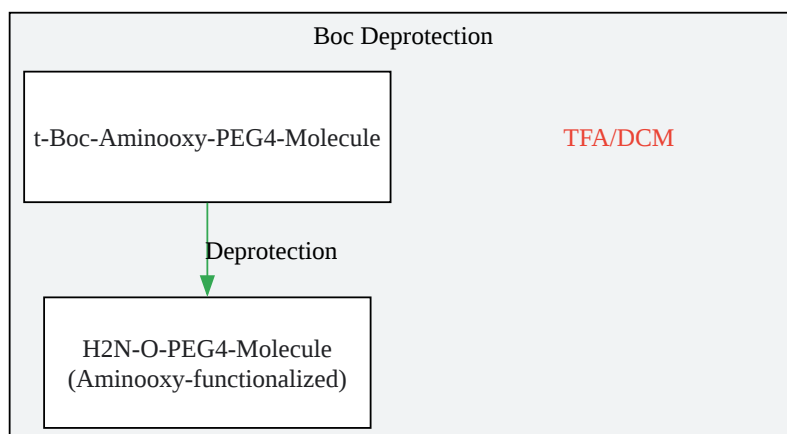 Boc Deprotection
t-Boc-Aminooxy-PEG4-Molecule
TFA/DCM
Deprotection
H2N-O-PEG4-Molecule
(Aminooxy-functionalized)